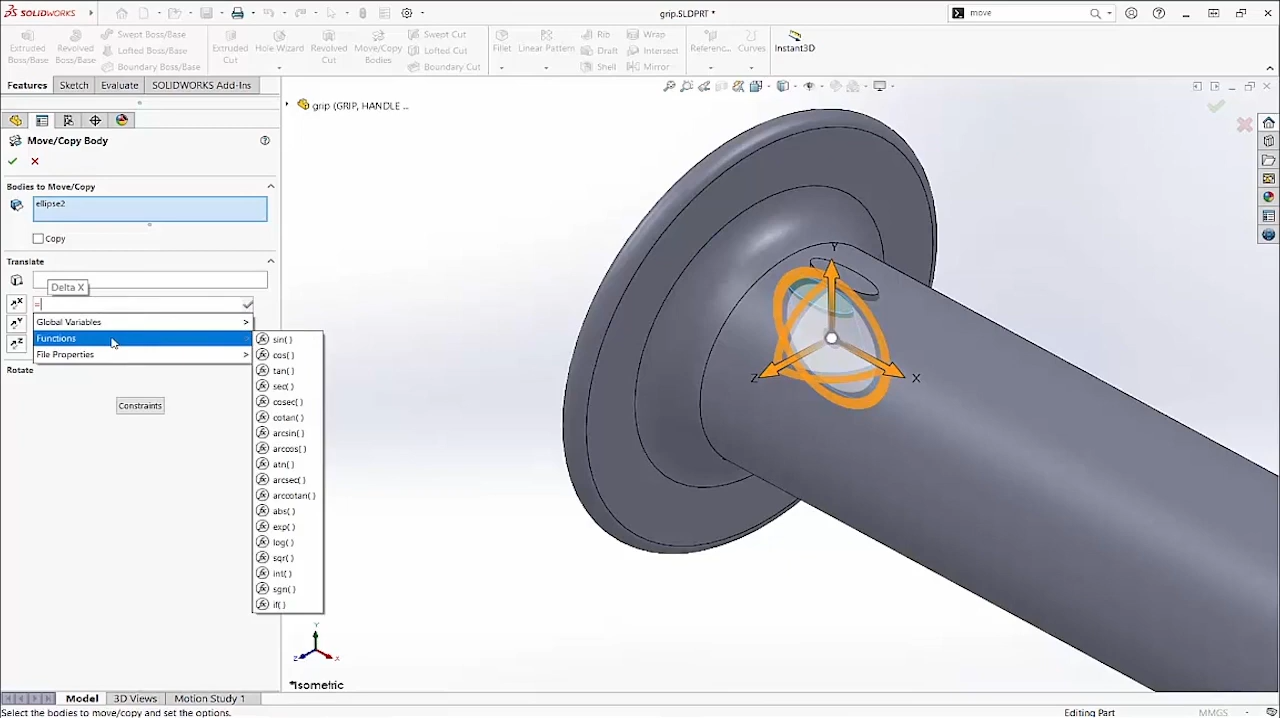 SOLIDWORKS
grip.SLDPRT *
move
Extruded Boss/Base
Revolved Boss/Base
Swept Boss/Base
Lofted Boss/Base
Boundary Boss/Base
Extruded Cut
Hole Wizard
Revolved Cut
Move/Copy Bodies
Swept Cut
Lofted Cut
Boundary Cut
Fillet
Linear Pattern
Rib
Draft
Shell
Wrap
Intersect
Mirror
Referenc...
Curves
Instant3D
Features
Sketch
Evaluate
SOLIDWORKS Add-Ins
grip (GRIP, HANDLE ...
Move/Copy Body
Bodies to Move/Copy
ellipse2
Copy
Translate
Delta X
=
Global Variables >
Functions >
File Properties >
Rotate
Constraints
sin( )
cos( )
tan( )
sec( )
cosec( )
cotan( )
arcsin( )
arccos( )
atn( )
arcsec( )
arccotan( )
abs( )
exp( )
log( )
sqr( )
int( )
sgn( )
if( )
Y
Z
X
Y
Z
X
*Isometric
Model
3D Views
Motion Study 1
Select the bodies to move/copy and set the options.
Editing Part
MMGS